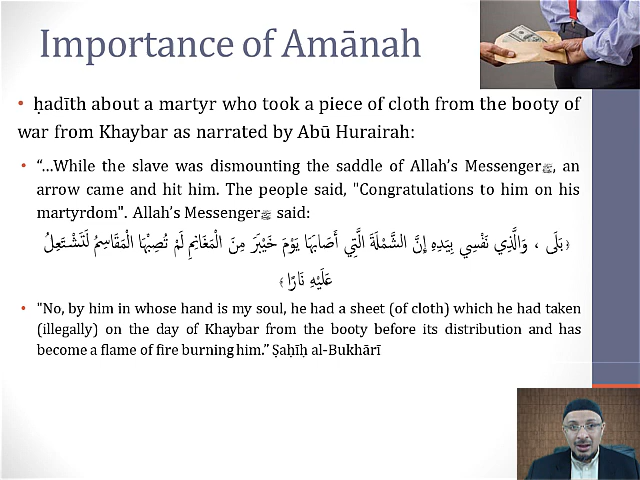 Importance of Amānah
• ḥadīth about a martyr who took a piece of cloth from the booty of
war from Khaybar as narrated by Abū Hurairah:
• “…While the slave was dismounting the saddle of Allah’s Messengerﷺ, an
arrow came and hit him. The people said, "Congratulations to him on his
martyrdom". Allah’s Messengerﷺ said:
﴿بَلَى ، وَالَّذِي نَفْسِي بِيَدِهِ إِنَّ الشَّمْلَةَ الَّتِي أَصَابَهَا يَوْمَ خَيْبَرَ مِنَ الْمَغَانِمِ لَمْ تُصِبْهَا الْمَقَاسِمُ لَتَشْتَعِلُ
عَلَيْهِ نَارًا﴾
• "No, by him in whose hand is my soul, he had a sheet (of cloth) which he had taken
(illegally) on the day of Khaybar from the booty before its distribution and has
become a flame of fire burning him.” Ṣaḥīḥ al-Bukhārī